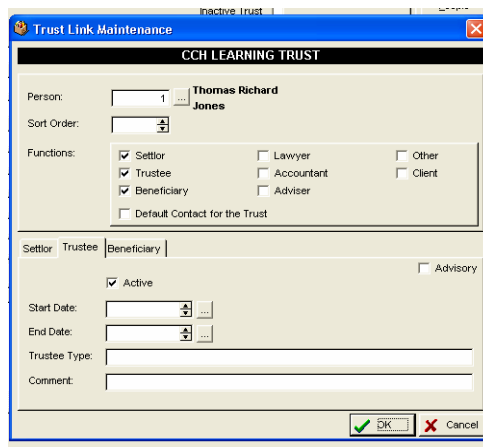 Inactive Trust
Trust Link Maintenance
CCH LEARNING TRUST
Person: 1 ... Thomas Richard
Jones
Sort Order:
Functions: Settlor Lawyer Other
Trustee Accountant Client
Beneficiary Adviser
Default Contact for the Trust
Settlor Trustee Beneficiary
Advisory
Active
Start Date: ...
End Date: ...
Trustee Type:
Comment:
OK Cancel